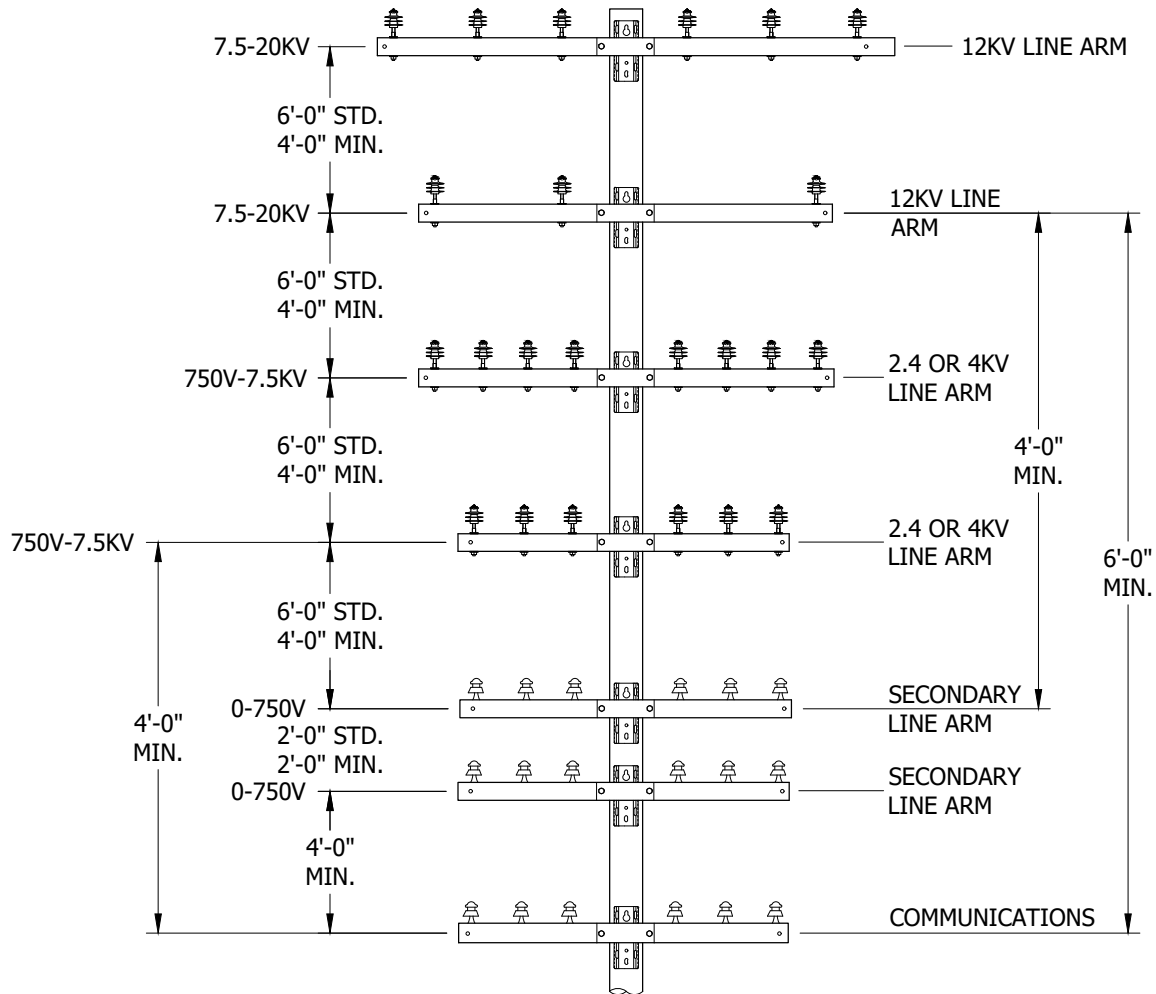 7.5-20KV
12KV LINE ARM
6'-0" STD.
4'-0" MIN.
7.5-20KV
12KV LINE
ARM
6'-0" STD.
4'-0" MIN.
750V-7.5KV
2.4 OR 4KV
LINE ARM
4'-0"
MIN.
6'-0" STD.
4'-0" MIN.
750V-7.5KV
2.4 OR 4KV
LINE ARM
6'-0"
MIN.
6'-0" STD.
4'-0" MIN.
0-750V
SECONDARY
LINE ARM
4'-0"
MIN.
2'-0" STD.
2'-0" MIN.
0-750V
SECONDARY
LINE ARM
4'-0"
MIN.
COMMUNICATIONS